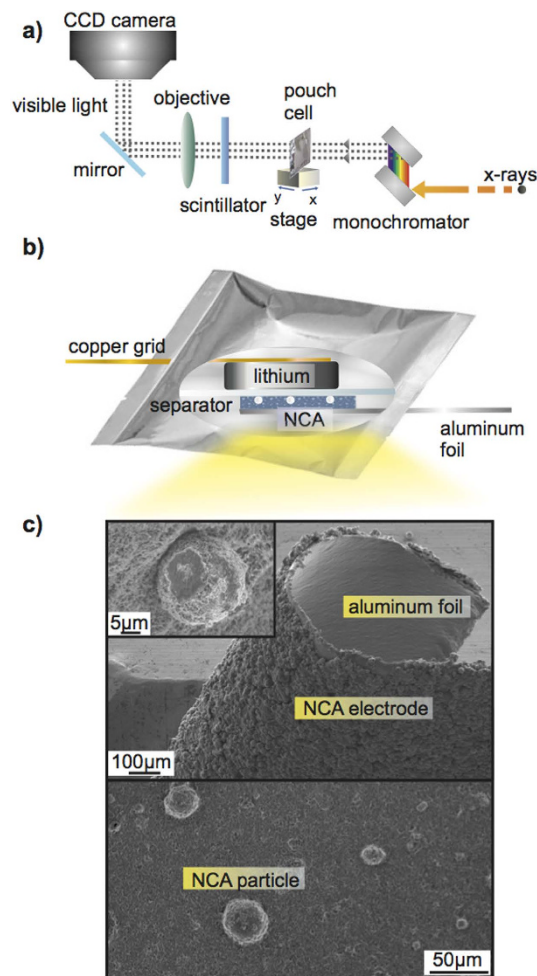 a)
CCD camera
visible light
objective
pouch
cell
mirror
scintillator
y
x
stage
monochromator
x-rays
b)
copper grid
lithium
separator
NCA
aluminum
foil
c)
5µm
aluminum foil
NCA electrode
100µm
NCA particle
50µm